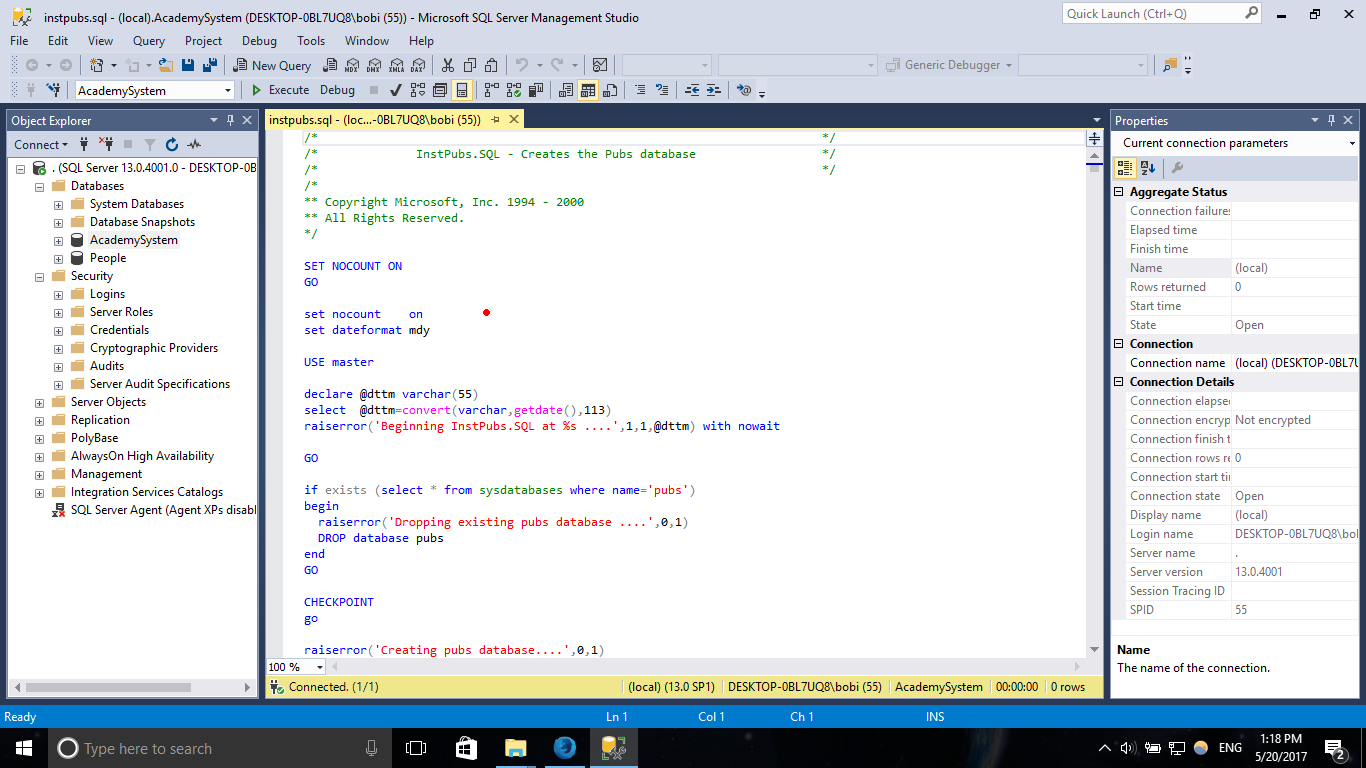 instpubs.sql - (local).AcademySystem (DESKTOP-0BL7UQ8\bobi (55)) - Microsoft SQL Server Management Studio
Quick Launch (Ctrl+Q)
File Edit View Query Project Debug Tools Window Help
New Query MDX DMX XMLA DAX Generic Debugger
AcademySystem Execute Debug
Object Explorer
Connect
. (SQL Server 13.0.4001.0 - DESKTOP-0B
Databases
System Databases
Database Snapshots
AcademySystem
People
Security
Logins
Server Roles
Credentials
Cryptographic Providers
Audits
Server Audit Specifications
Server Objects
Replication
PolyBase
AlwaysOn High Availability
Management
Integration Services Catalogs
SQL Server Agent (Agent XPs disabl
instpubs.sql - (loc...-0BL7UQ8\bobi (55))
/* */
/* InstPubs.SQL - Creates the Pubs database */
/* */
/*
** Copyright Microsoft, Inc. 1994 - 2000
** All Rights Reserved.
*/
SET NOCOUNT ON
GO
set nocount on
set dateformat mdy
USE master
declare @dttm varchar(55)
select @dttm=convert(varchar,getdate(),113)
raiserror('Beginning InstPubs.SQL at %s ....',1,1,@dttm) with nowait
GO
if exists (select * from sysdatabases where name='pubs')
begin
raiserror('Dropping existing pubs database ....',0,1)
DROP database pubs
end
GO
CHECKPOINT
go
raiserror('Creating pubs database....',0,1)
100 %
Connected. (1/1) (local) (13.0 SP1) DESKTOP-0BL7UQ8\bobi (55) AcademySystem 00:00:00 0 rows
Properties
Current connection parameters
Aggregate Status
Connection failures
Elapsed time
Finish time
Name (local)
Rows returned 0
Start time
State Open
Connection
Connection name (local) (DESKTOP-0BL7U
Connection Details
Connection elapsed
Connection encryp Not encrypted
Connection finish t
Connection rows re 0
Connection start ti
Connection state Open
Display name (local)
Login name DESKTOP-0BL7UQ8\bobi
Server name .
Server version 13.0.4001
Session Tracing ID
SPID 55
Name
The name of the connection.
Ready Ln 1 Col 1 Ch 1 INS
Type here to search
ENG
1:18 PM
5/20/2017
2